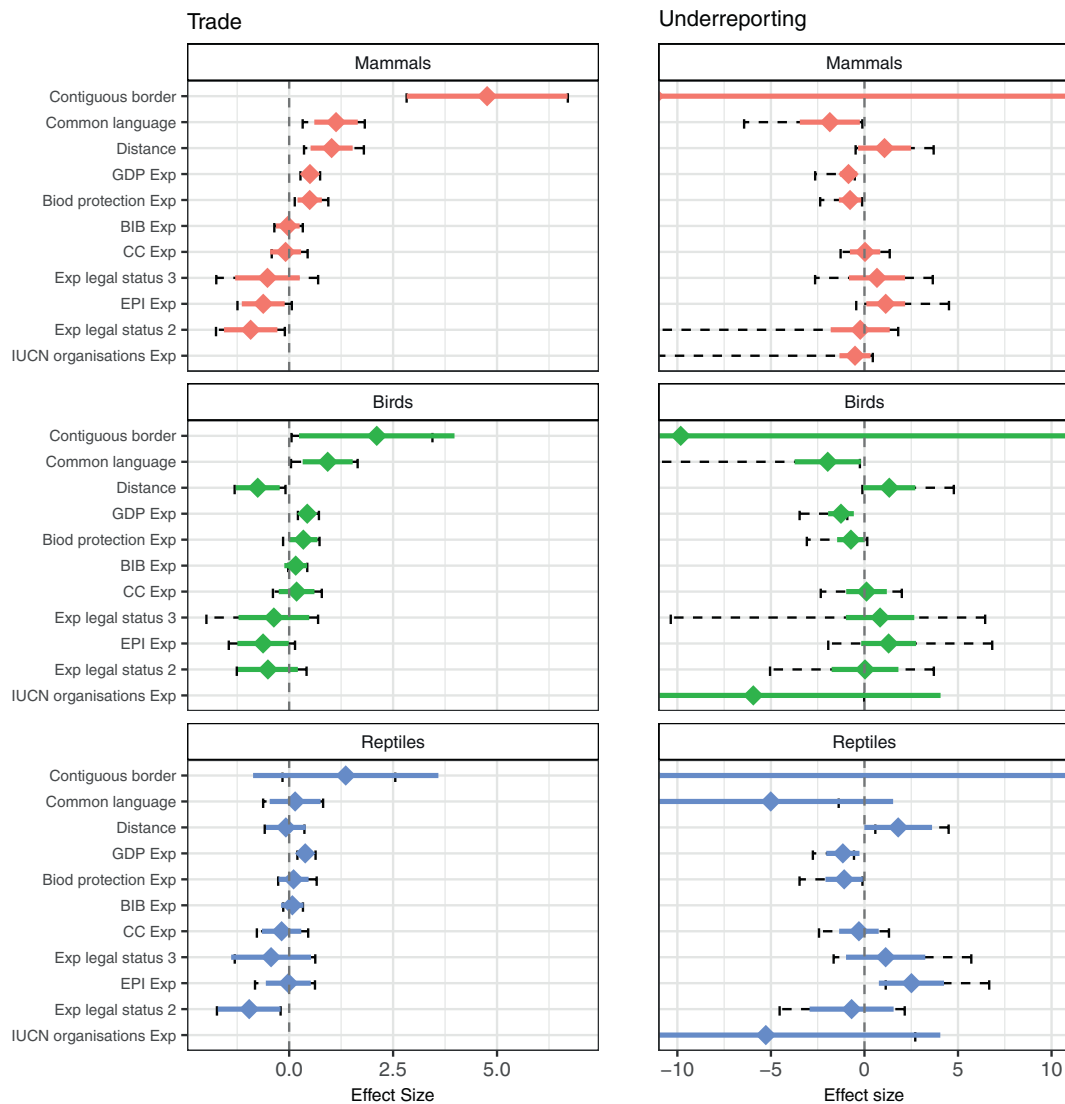 Trade
Underreporting
Mammals
Mammals
Contiguous border
Common language
Distance
GDP Exp
Biod protection Exp
BIB Exp
CC Exp
Exp legal status 3
EPI Exp
Exp legal status 2
IUCN organisations Exp
Birds
Birds
Contiguous border
Common language
Distance
GDP Exp
Biod protection Exp
BIB Exp
CC Exp
Exp legal status 3
EPI Exp
Exp legal status 2
IUCN organisations Exp
Reptiles
Reptiles
Contiguous border
Common language
Distance
GDP Exp
Biod protection Exp
BIB Exp
CC Exp
Exp legal status 3
EPI Exp
Exp legal status 2
IUCN organisations Exp
0.0 2.5 5.0
−10 −5 0 5 10
Effect Size
Effect size